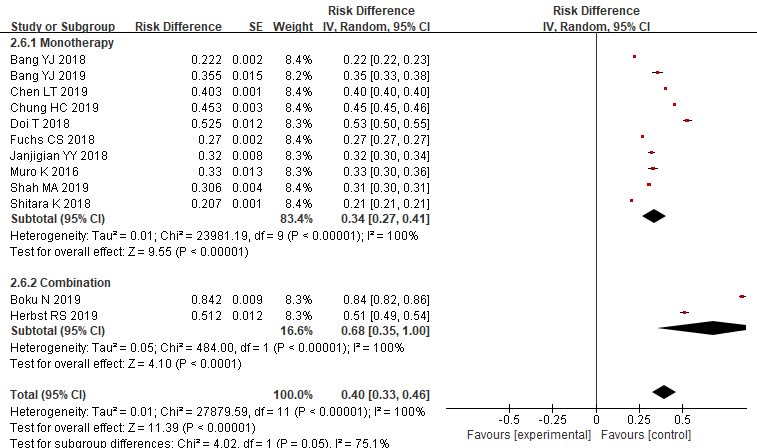 Risk Difference Risk Difference
Study or Subgroup Risk Difference SE Weight IV, Random, 95% CI IV, Random, 95% CI
2.6.1 Monotherapy
Bang YJ 2018 0.222 0.002 8.4% 0.22 [0.22, 0.23]
Bang YJ 2019 0.355 0.015 8.2% 0.35 [0.33, 0.38]
Chen LT 2019 0.403 0.001 8.4% 0.40 [0.40, 0.40]
Chung HC 2019 0.453 0.003 8.4% 0.45 [0.45, 0.46]
Doi T 2018 0.525 0.012 8.3% 0.53 [0.50, 0.55]
Fuchs CS 2018 0.27 0.002 8.4% 0.27 [0.27, 0.27]
Janjigian YY 2018 0.32 0.008 8.3% 0.32 [0.30, 0.34]
Muro K 2016 0.33 0.013 8.3% 0.33 [0.30, 0.36]
Shah MA 2019 0.306 0.004 8.4% 0.31 [0.30, 0.31]
Shitara K 2018 0.207 0.001 8.4% 0.21 [0.21, 0.21]
Subtotal (95% CI) 83.4% 0.34 [0.27, 0.41]
Heterogeneity: Tau² = 0.01; Chi² = 23981.19, df = 9 (P < 0.00001); I² = 100%
Test for overall effect: Z = 9.55 (P < 0.00001)
2.6.2 Combination
Boku N 2019 0.842 0.009 8.3% 0.84 [0.82, 0.86]
Herbst RS 2019 0.512 0.012 8.3% 0.51 [0.49, 0.54]
Subtotal (95% CI) 16.6% 0.68 [0.35, 1.00]
Heterogeneity: Tau² = 0.05; Chi² = 484.00, df = 1 (P < 0.00001); I² = 100%
Test for overall effect: Z = 4.10 (P < 0.0001)
Total (95% CI) 100.0% 0.40 [0.33, 0.46]
Heterogeneity: Tau² = 0.01; Chi² = 27879.59, df = 11 (P < 0.00001); I² = 100%
Test for overall effect: Z = 11.39 (P < 0.00001)
Test for subgroup differences: Chi² = 4.02, df = 1 (P = 0.05), I² = 75.1%
-0.5 -0.25 0 0.25 0.5
Favours [experimental] Favours [control]